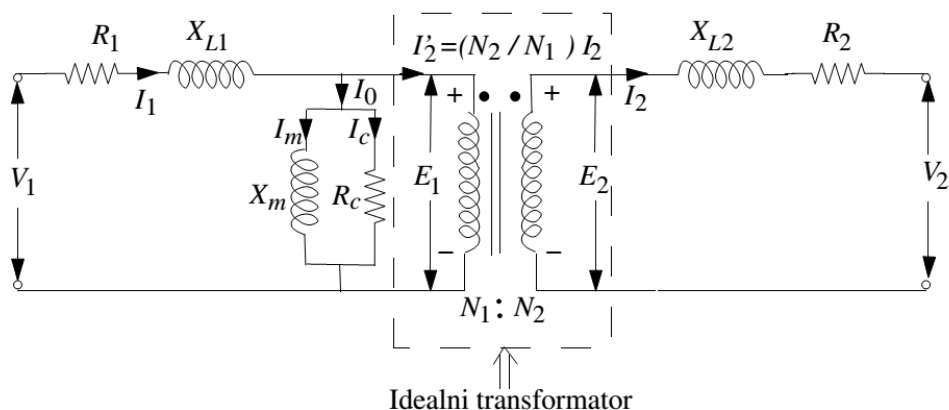 I'2=(N2/N1) I2
R1 XL1 XL2 R2
I1 I0 I2
Im Ic
+ • • +
V1 Xm Rc E1 E2 V2
− −
N1 : N2
Idealni transformator